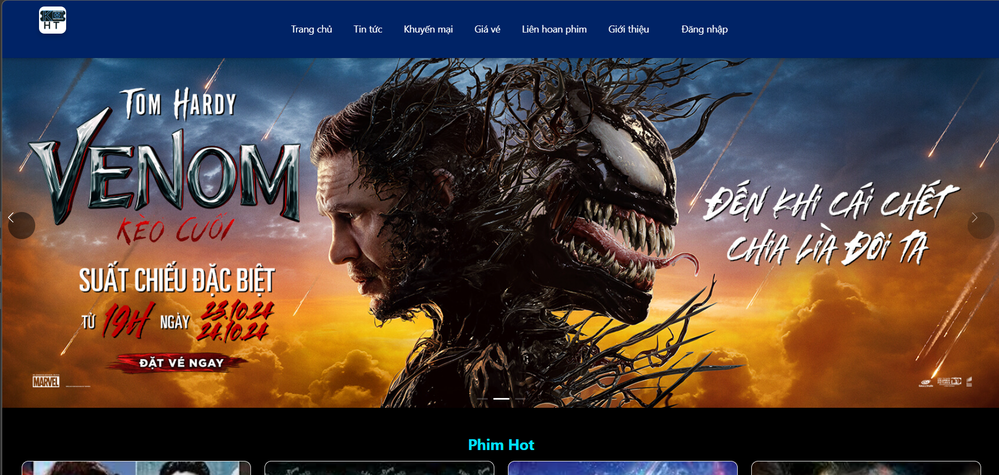 HT
Trang chủ
Tin tức
Khuyến mại
Giá vé
Liên hoan phim
Giới thiệu
Đăng nhập
TOM HARDY
VENOM
KÈO CUỐI
SUẤT CHIẾU ĐẶC BIỆT
TỪ 19H NGÀY 23.10.24
24.10.24
ĐẶT VÉ NGAY
MARVEL
ĐẾN KHI CÁI CHẾT
CHIA LÌA ĐÔI TA
Phim Hot